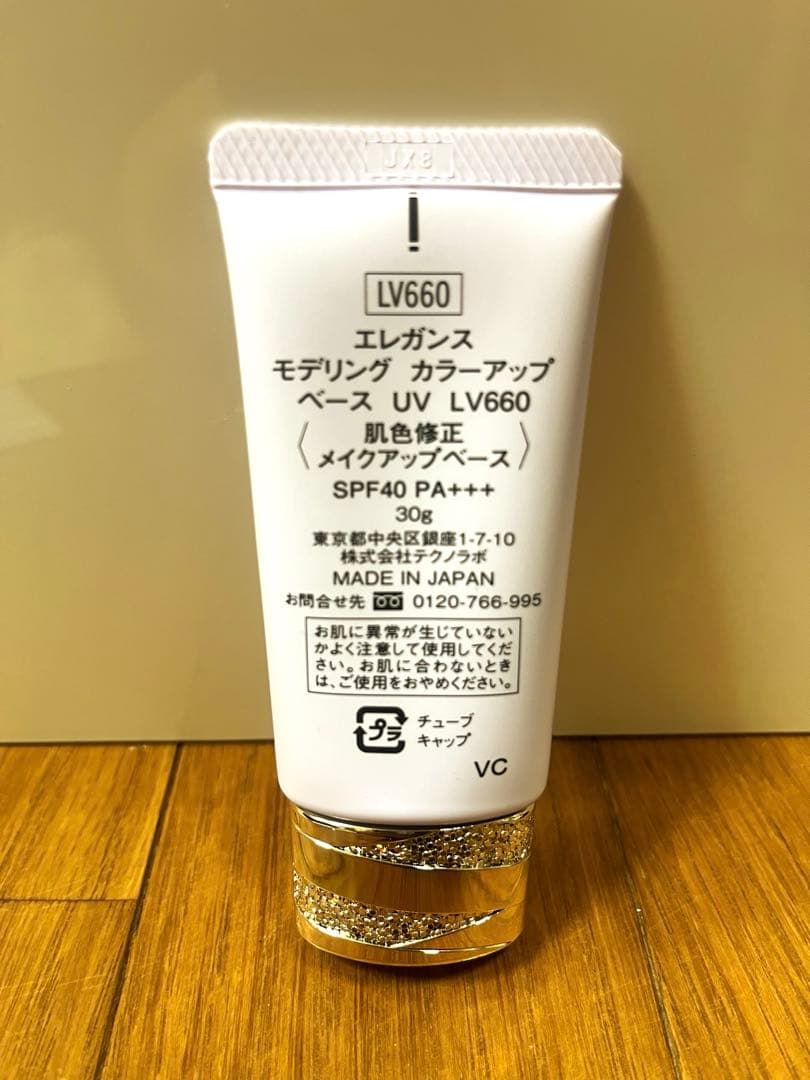 JX8
LV660
エレガンス
モデリング カラーアップ
ベース UV LV660
〈肌色修正
メイクアップベース〉
SPF40 PA+++
30g
東京都中央区銀座1-7-10
株式会社テクノラボ
MADE IN JAPAN
お問合せ先 0120-766-995
お肌に異常が生じていない
かよく注意して使用してくだ
さい。お肌に合わないとき
は、ご使用をおやめください。
プラ チューブ
キャップ
VC